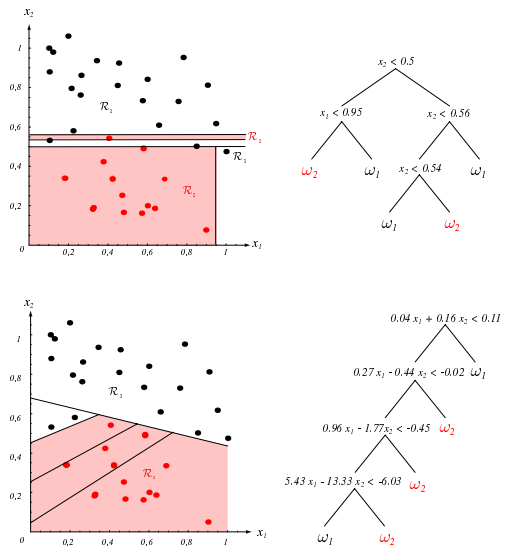 x₂
1
0,8
0,6
0,4
0,2
0
0,2
0,4
0,6
0,8
1
x₁
ℛ₁
ℛ₂
ℛ₁
ℛ₂
x₂ < 0.5
x₁ < 0.95
x₂ < 0.56
ω₂
ω₁
x₂ < 0.54
ω₁
ω₁
ω₂
x₂
1
0,8
0,6
0,4
0,2
0
0,2
0,4
0,6
0,8
1
x₁
ℛ₁
ℛ₂
0.04 x₁ + 0.16 x₂ < 0.11
0.27 x₁ - 0.44 x₂ < -0.02
ω₁
0.96 x₁ - 1.77x₂ < -0.45
ω₂
5.43 x₁ - 13.33 x₂ < -6.03
ω₂
ω₁
ω₂